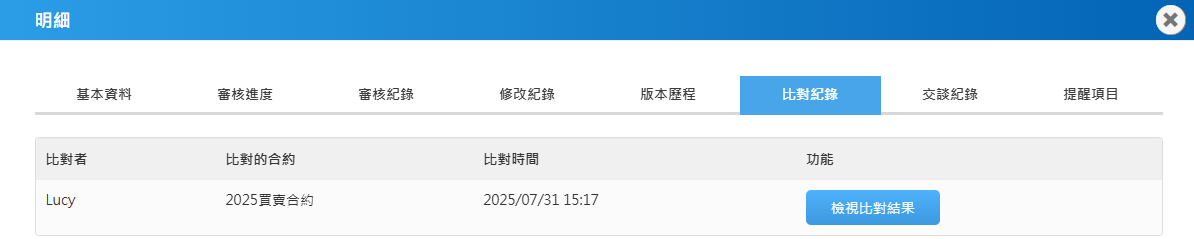 明細
基本資料 審核進度 審核紀錄 修改紀錄 版本歷程 比對紀錄 交談紀錄 提醒項目
比對者 比對的合約 比對時間 功能
Lucy 2025買賣合約 2025/07/31 15:17 檢視比對結果